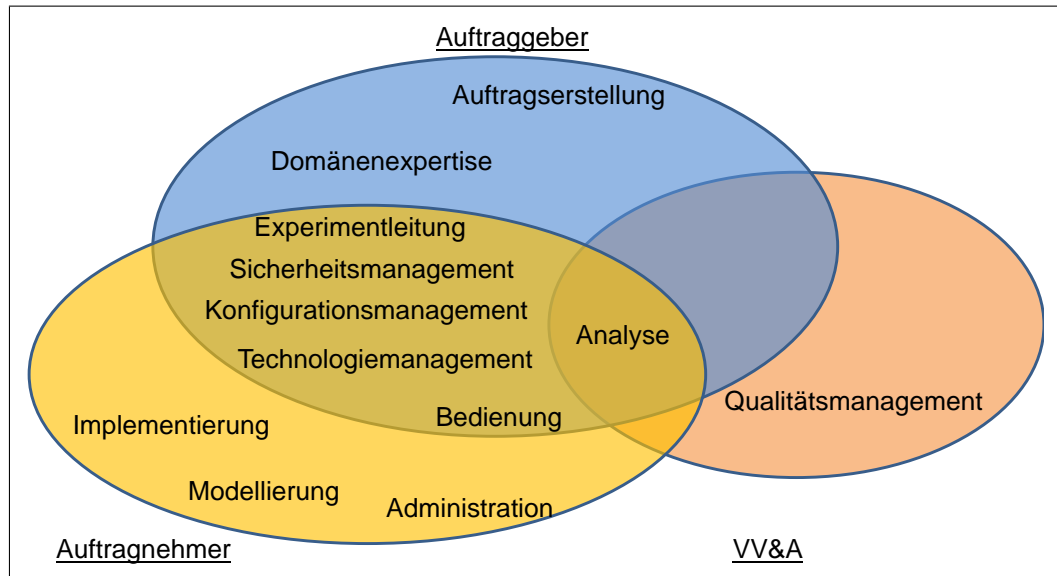 Auftraggeber
Auftragserstellung
Domänenexpertise
Experimentleitung
Sicherheitsmanagement
Konfigurationsmanagement
Analyse
Technologiemanagement
Qualitätsmanagement
Bedienung
Implementierung
Modellierung
Administration
Auftragnehmer
VV&A